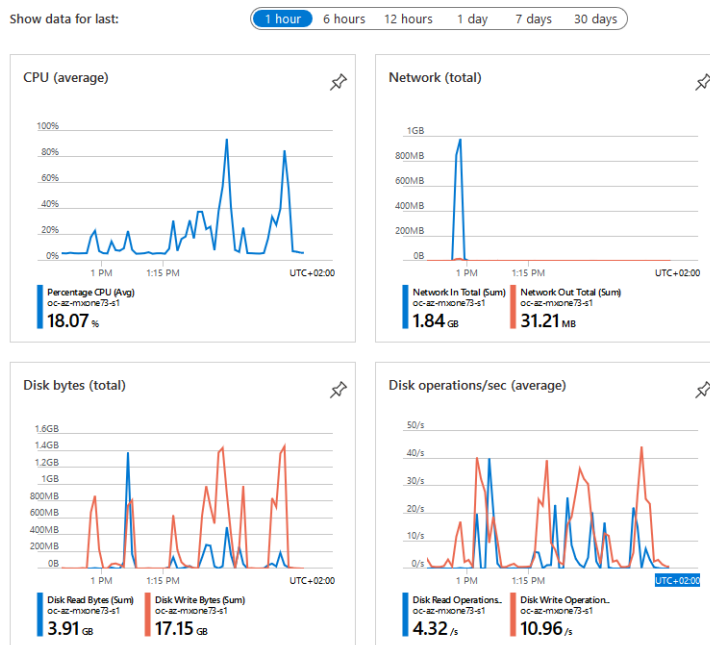 Show data for last:
1 hour 6 hours 12 hours 1 day 7 days 30 days
CPU (average)
100%
80%
60%
40%
20%
0%
1 PM 1:15 PM UTC+02:00
Percentage CPU (Avg)
oc-az-mxone73-s1
18.07 %
Network (total)
1GB
800MB
600MB
400MB
200MB
0B
1 PM 1:15 PM UTC+02:00
Network In Total (Sum) Network Out Total (Sum)
oc-az-mxone73-s1 oc-az-mxone73-s1
1.84 GB 31.21 MB
Disk bytes (total)
1.6GB
1.4GB
1.2GB
1GB
800MB
600MB
400MB
200MB
0B
1 PM 1:15 PM UTC+02:00
Disk Read Bytes (Sum) Disk Write Bytes (Sum)
oc-az-mxone73-s1 oc-az-mxone73-s1
3.91 GB 17.15 GB
Disk operations/sec (average)
50/s
40/s
30/s
20/s
10/s
0/s
1 PM 1:15 PM UTC+02:00
Disk Read Operations.. Disk Write Operation..
oc-az-mxone73-s1 oc-az-mxone73-s1
4.32 /s 10.96 /s